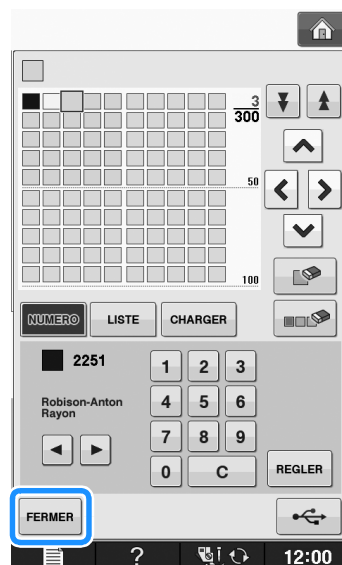 3
300
50
100
NUMERO LISTE CHARGER
2251
Robison-Anton
Rayon
1 2 3
4 5 6
7 8 9
0 C REGLER
FERMER
? 12:00